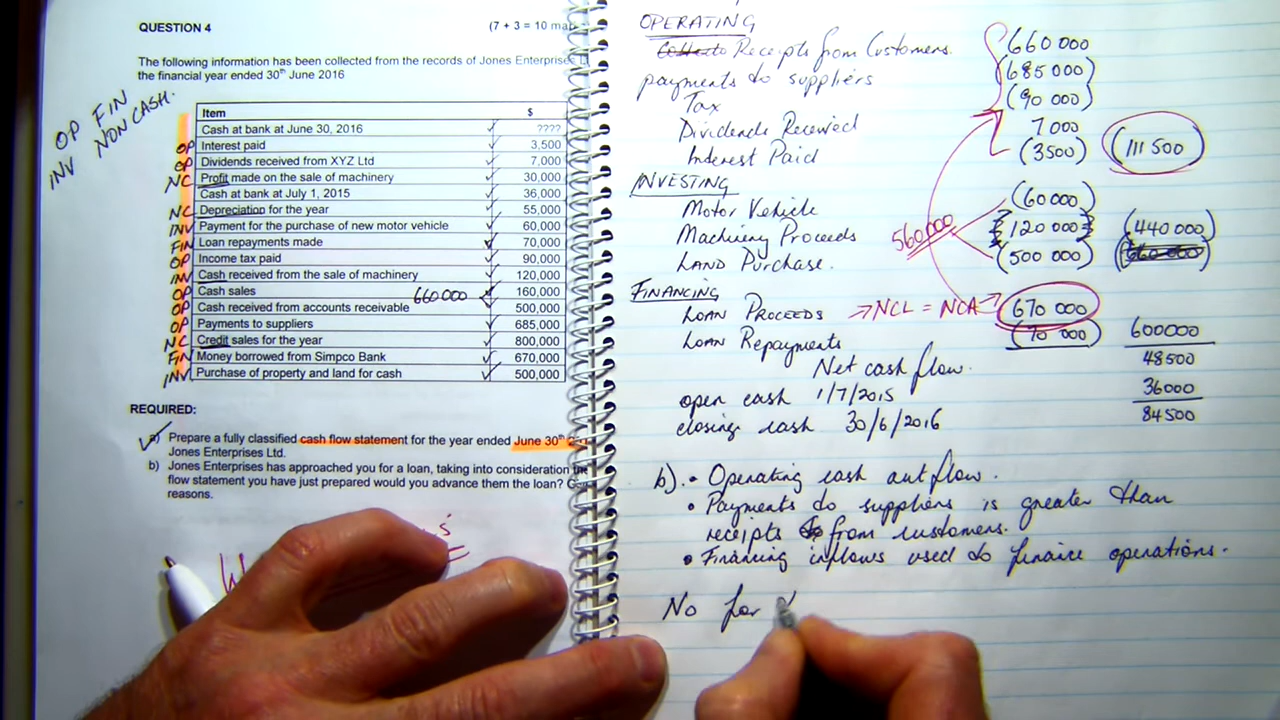 QUESTION 4 (7 + 3 = 10 ma
The following information has been collected from the records of Jones Enterprises
the financial year ended 30th June 2016
OP FIN
INV NON CASH.
Item $
Cash at bank at June 30, 2016 ????
OP Interest paid 3,500
OP Dividends received from XYZ Ltd 7,000
NC Profit made on the sale of machinery 30,000
Cash at bank at July 1, 2015 36,000
NC Depreciation for the year 55,000
INV Payment for the purchase of new motor vehicle 60,000
FIN Loan repayments made 70,000
OP Income tax paid 90,000
INV Cash received from the sale of machinery 120,000
OP Cash sales 660000 160,000
OP Cash received from accounts receivable 500,000
OP Payments to suppliers 685,000
NC Credit sales for the year 800,000
FIN Money borrowed from Simpco Bank 670,000
INV Purchase of property and land for cash 500,000
REQUIRED:
a) Prepare a fully classified cash flow statement for the year ended June 30th
Jones Enterprises Ltd.
b) Jones Enterprises has approached you for a loan, taking into consideration the
flow statement you have just prepared would you advance them the loan?
reasons.
OPERATING
Receipts from Customers. 660 000
payments to suppliers (685 000)
Tax (90 000)
Dividends Received 7 000
Interest Paid (3500) (111 500)
INVESTING
Motor Vehicle (60 000)
Machinery Proceeds 560000 120 000 (440 000)
LAND Purchase. (500 000)
FINANCING
LOAN PROCEEDS → NCL = NCA → 670 000
LOAN Repayments (70 000) 600000
Net cash flow. 48500
open cash 1/7/2015 36000
closing cash 30/6/2016 84500
b). • Operating cash outflow.
• Payments to suppliers is greater than
receipts from customers.
• Financing inflows used to finance operations.
No for